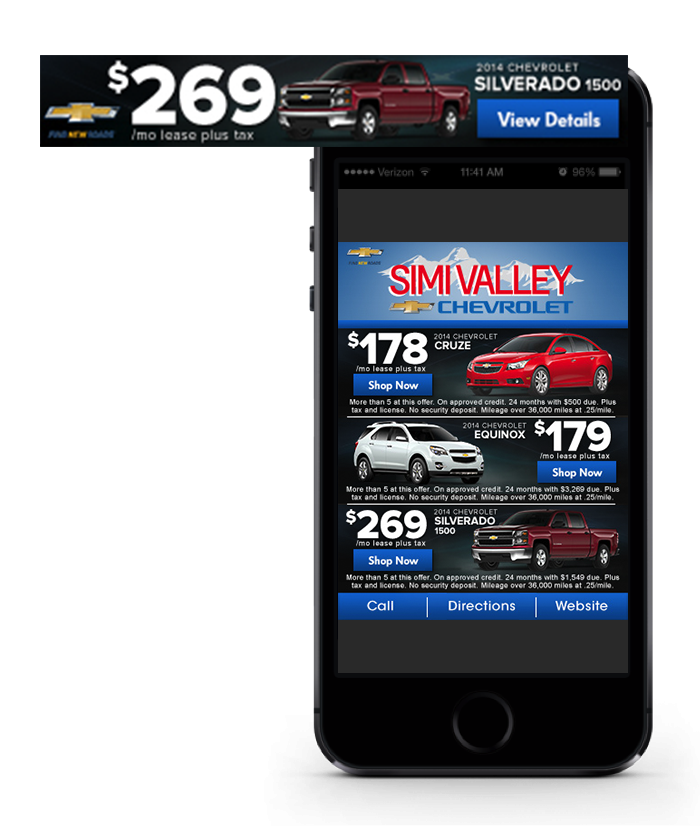 $269
/mo lease plus tax
FIND NEW ROADS
2014 CHEVROLET
SILVERADO 1500
View Details
Verizon
11:41 AM
96%
FIND NEW ROADS
SIMI VALLEY
CHEVROLET
$178
/mo lease plus tax
2014 CHEVROLET
CRUZE
Shop Now
More than 5 at this offer. On approved credit. 24 months with $500 due. Plus
tax and license. No security deposit. Mileage over 36,000 miles at .25/mile.
2014 CHEVROLET
EQUINOX
$179
/mo lease plus tax
Shop Now
More than 5 at this offer. On approved credit. 24 months with $3,269 due. Plus
tax and license. No security deposit. Mileage over 36,000 miles at .25/mile.
$269
/mo lease plus tax
2014 CHEVROLET
SILVERADO
1500
Shop Now
More than 5 at this offer. On approved credit. 24 months with $1,549 due. Plus
tax and license. No security deposit. Mileage over 36,000 miles at .25/mile.
Call
Directions
Website